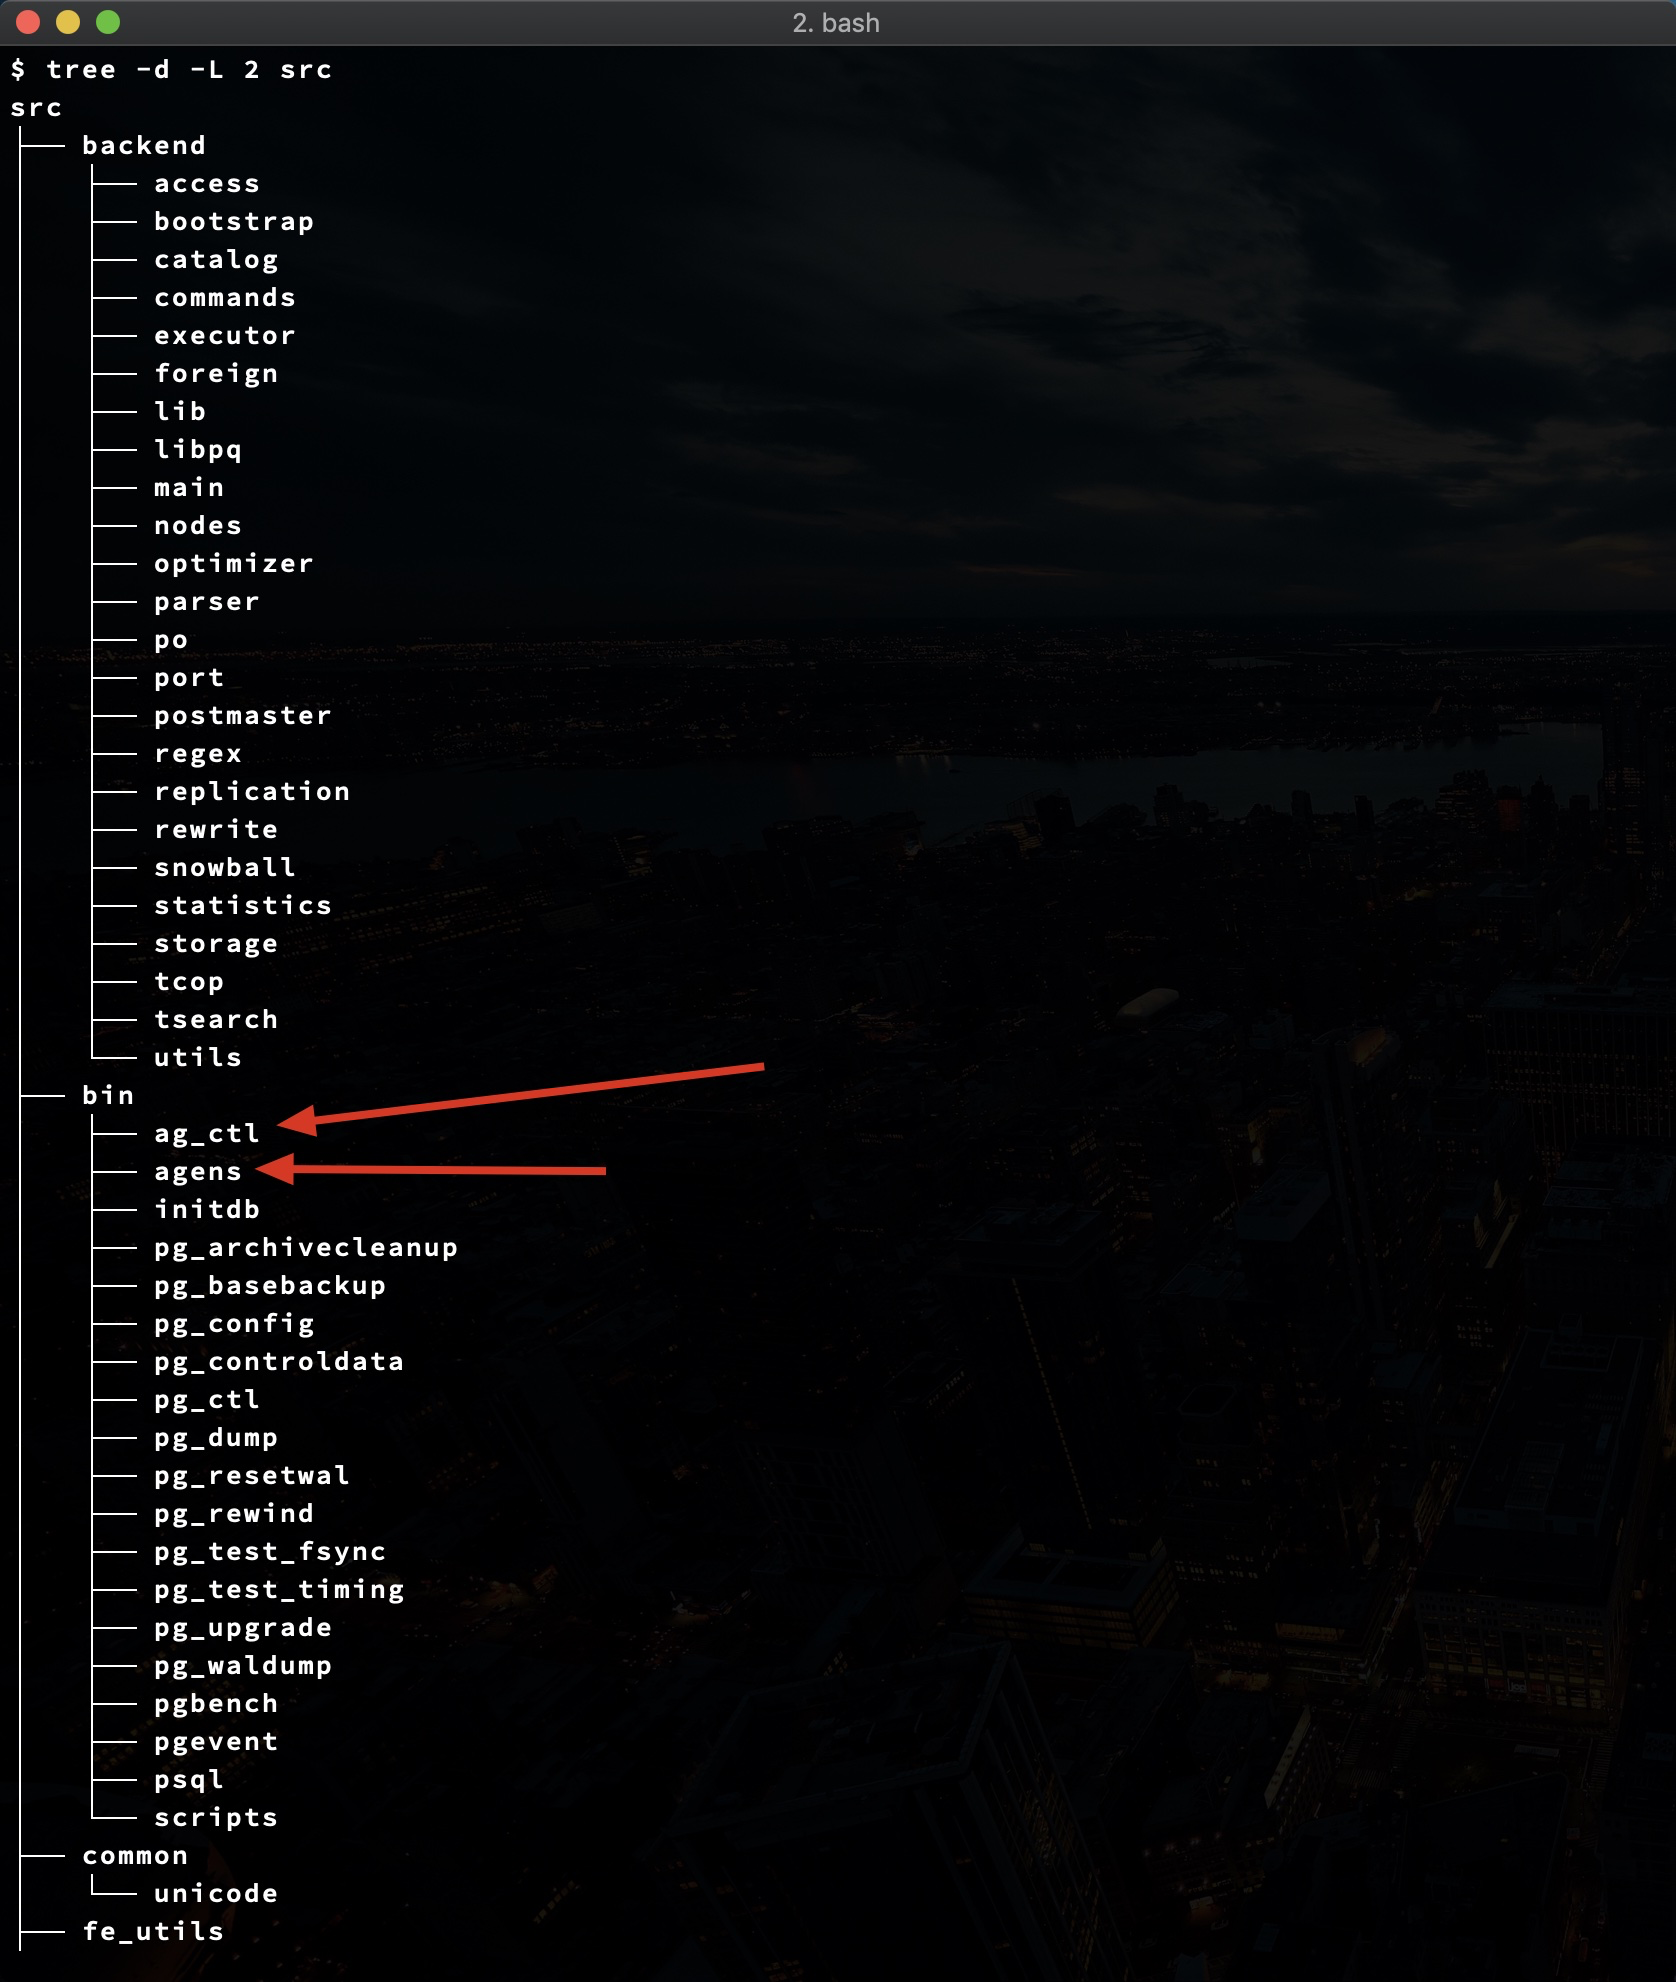 2. bash
$ tree -d -L 2 src
src
├── backend
│   ├── access
│   ├── bootstrap
│   ├── catalog
│   ├── commands
│   ├── executor
│   ├── foreign
│   ├── lib
│   ├── libpq
│   ├── main
│   ├── nodes
│   ├── optimizer
│   ├── parser
│   ├── po
│   ├── port
│   ├── postmaster
│   ├── regex
│   ├── replication
│   ├── rewrite
│   ├── snowball
│   ├── statistics
│   ├── storage
│   ├── tcop
│   ├── tsearch
│   └── utils
├── bin
│   ├── ag_ctl
│   ├── agens
│   ├── initdb
│   ├── pg_archivecleanup
│   ├── pg_basebackup
│   ├── pg_config
│   ├── pg_controldata
│   ├── pg_ctl
│   ├── pg_dump
│   ├── pg_resetwal
│   ├── pg_rewind
│   ├── pg_test_fsync
│   ├── pg_test_timing
│   ├── pg_upgrade
│   ├── pg_waldump
│   ├── pgbench
│   ├── pgevent
│   ├── psql
│   └── scripts
├── common
│   └── unicode
├── fe_utils